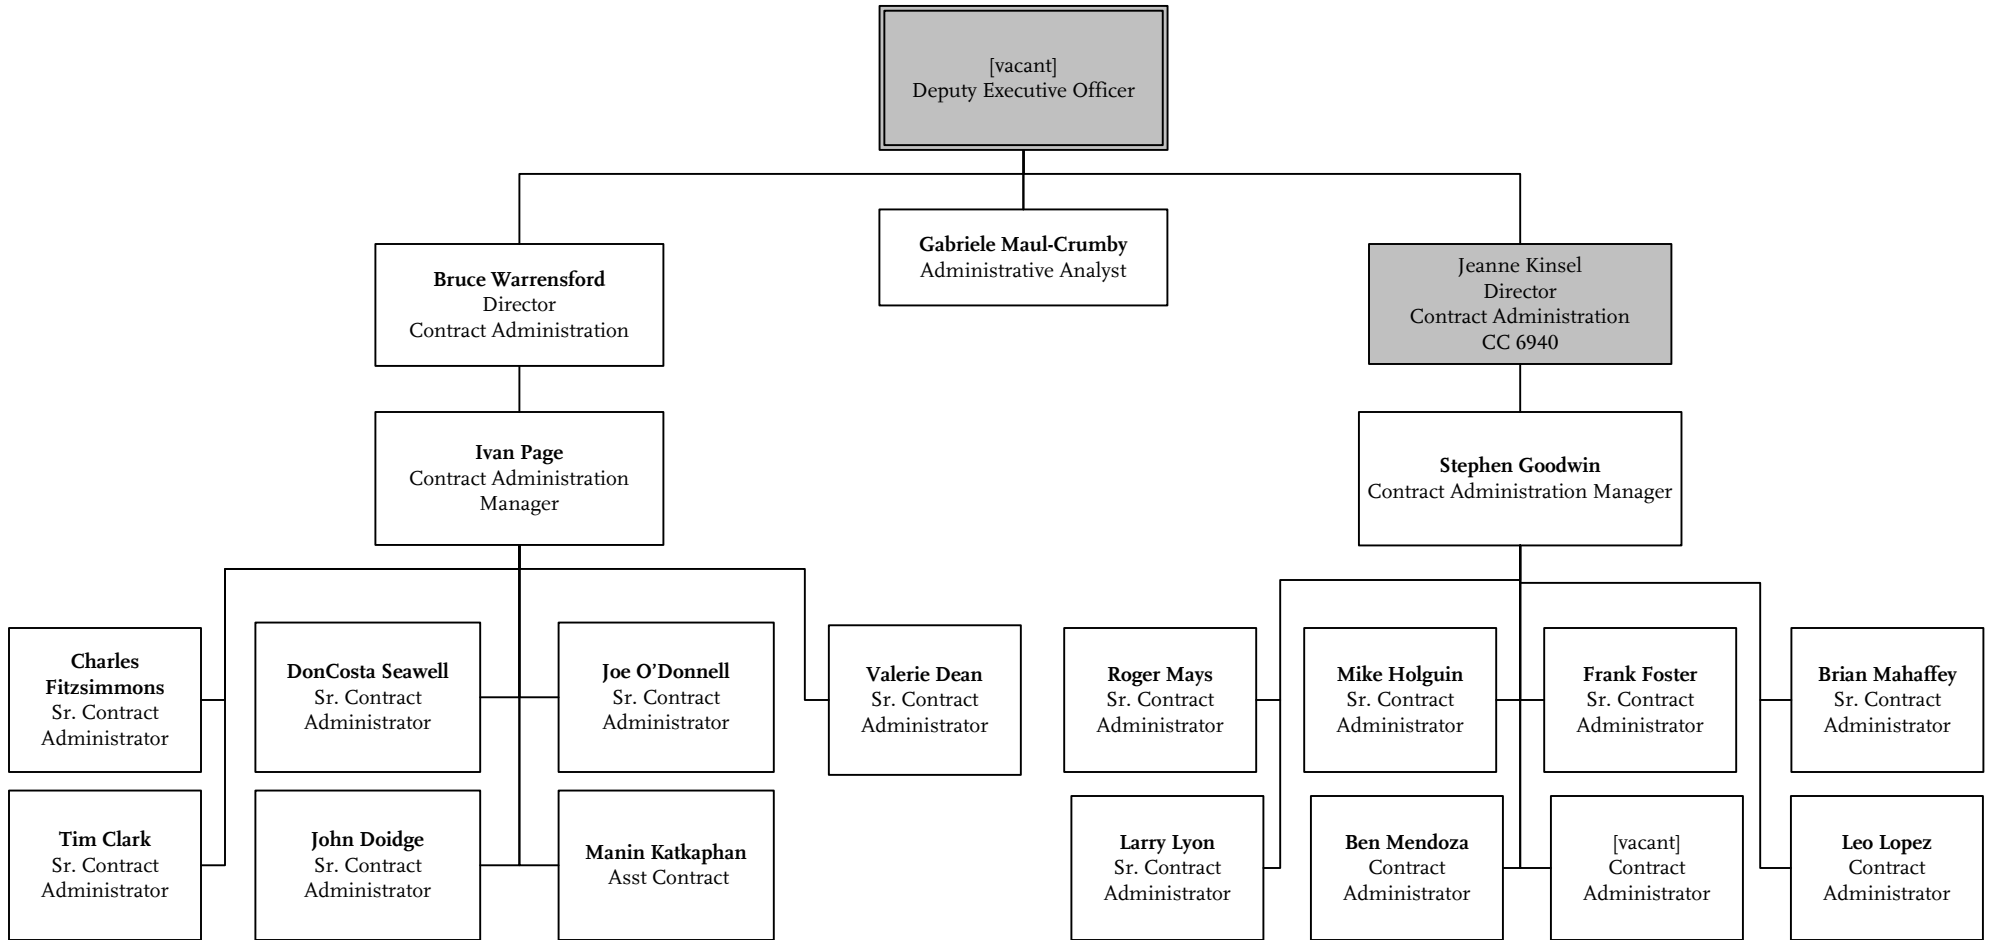 [vacant]
Deputy Executive Officer
Gabriele Maul-Crumby
Administrative Analyst
Bruce Warrensford
Director
Contract Administration
Jeanne Kinsel
Director
Contract Administration
CC 6940
Ivan Page
Contract Administration
Manager
Stephen Goodwin
Contract Administration Manager
Charles
Fitzsimmons
Sr. Contract
Administrator
DonCosta Seawell
Sr. Contract
Administrator
Joe O’Donnell
Sr. Contract
Administrator
Valerie Dean
Sr. Contract
Administrator
Roger Mays
Sr. Contract
Administrator
Mike Holguin
Sr. Contract
Administrator
Frank Foster
Sr. Contract
Administrator
Brian Mahaffey
Sr. Contract
Administrator
Tim Clark
Sr. Contract
Administrator
John Doidge
Sr. Contract
Administrator
Manin Katkaphan
Asst Contract
Larry Lyon
Sr. Contract
Administrator
Ben Mendoza
Contract
Administrator
[vacant]
Contract
Administrator
Leo Lopez
Contract
Administrator